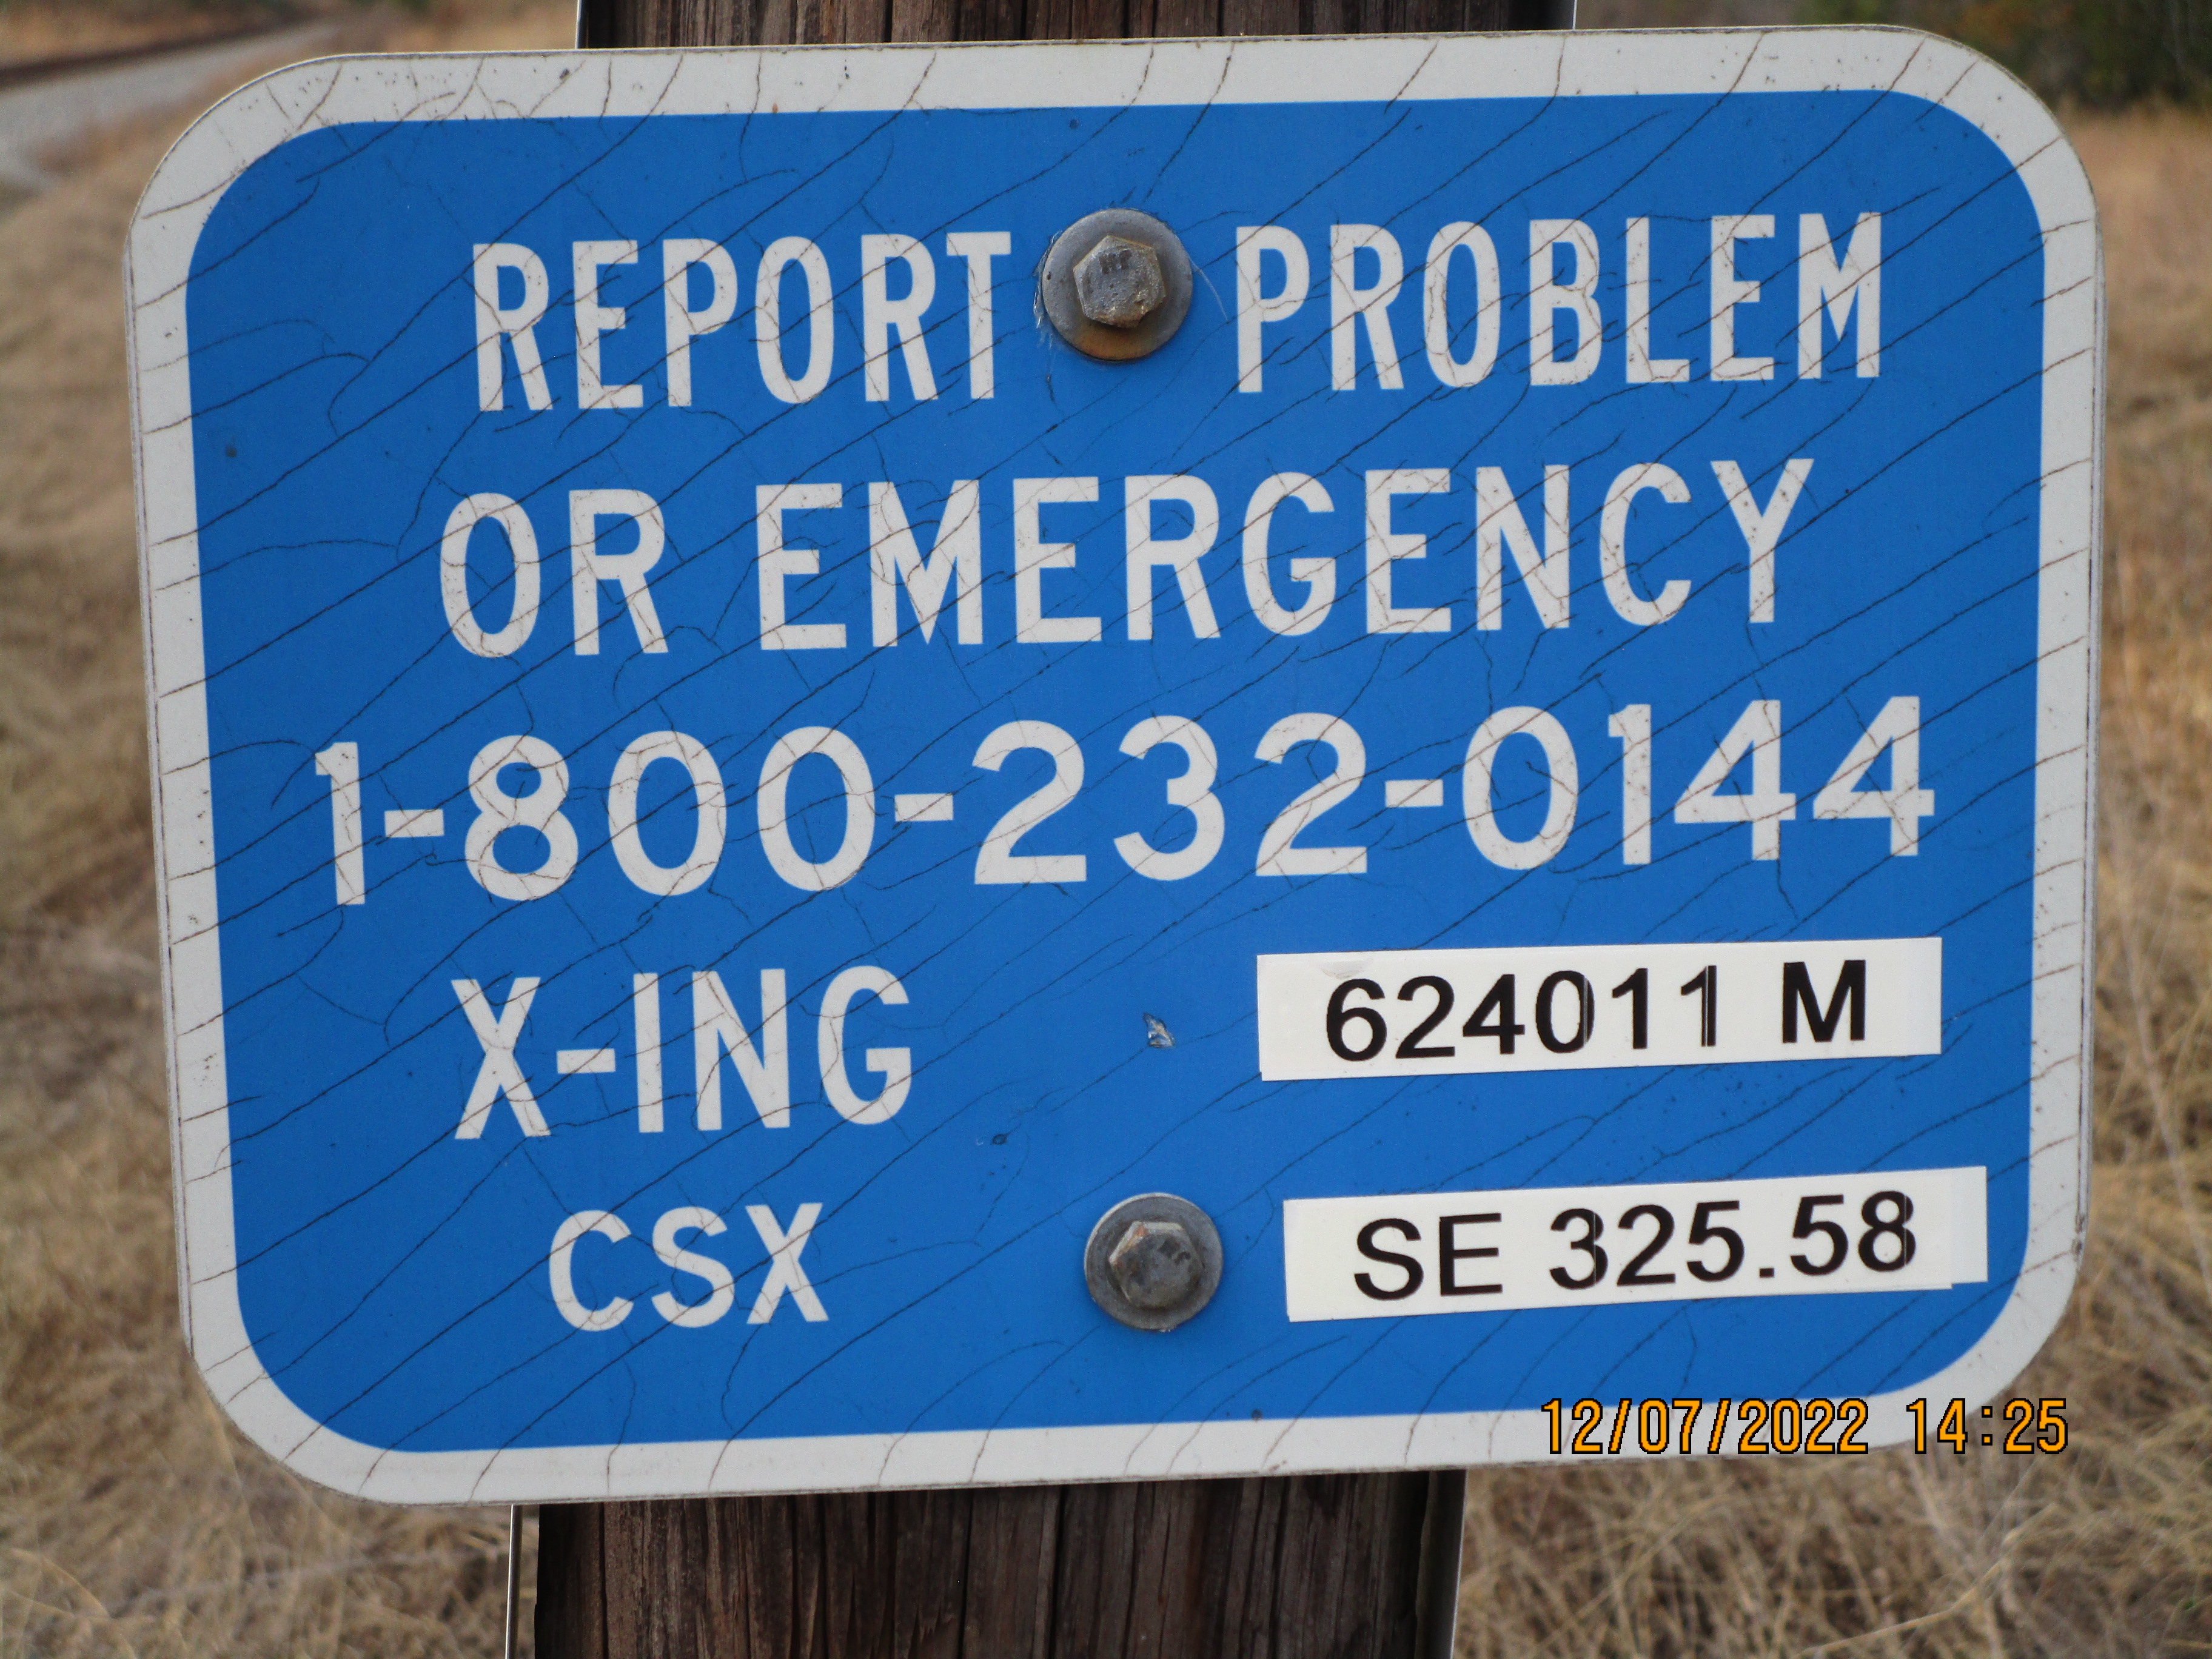 REPORT PROBLEM
OR EMERGENCY
1-800-232-0144
X-ING 624011 M
CSX SE 325.58
12/07/2022 14:25